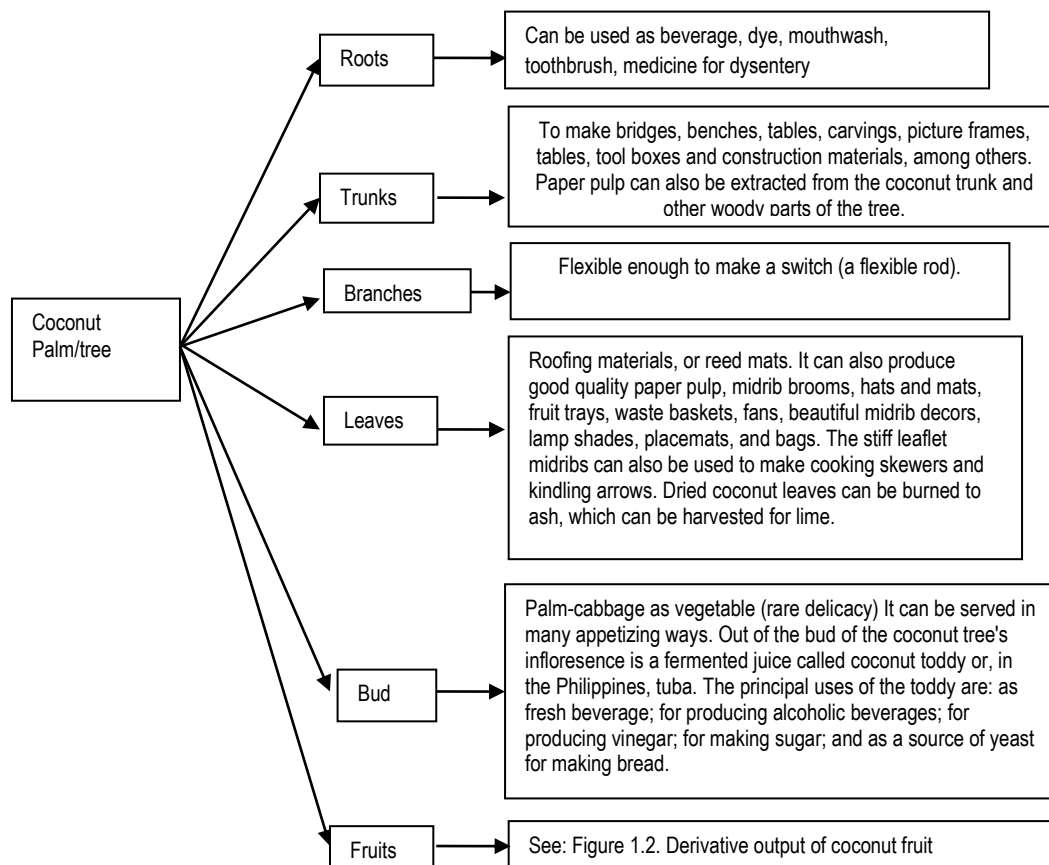 Coconut
Palm/tree
Roots
Can be used as beverage, dye, mouthwash,
toothbrush, medicine for dysentery
Trunks
To make bridges, benches, tables, carvings, picture frames,
tables, tool boxes and construction materials, among others.
Paper pulp can also be extracted from the coconut trunk and
other woody parts of the tree.
Branches
Flexible enough to make a switch (a flexible rod).
Leaves
Roofing materials, or reed mats. It can also produce
good quality paper pulp, midrib brooms, hats and mats,
fruit trays, waste baskets, fans, beautiful midrib decors,
lamp shades, placemats, and bags. The stiff leaflet
midribs can also be used to make cooking skewers and
kindling arrows. Dried coconut leaves can be burned to
ash, which can be harvested for lime.
Bud
Palm-cabbage as vegetable (rare delicacy) It can be served in
many appetizing ways. Out of the bud of the coconut tree's
infloresence is a fermented juice called coconut toddy or, in
the Philippines, tuba. The principal uses of the toddy are: as
fresh beverage; for producing alcoholic beverages; for
producing vinegar; for making sugar; and as a source of yeast
for making bread.
Fruits
See: Figure 1.2. Derivative output of coconut fruit